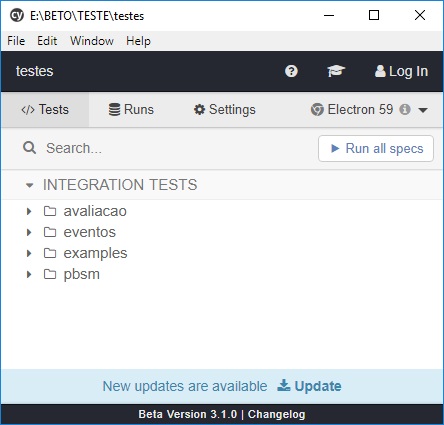 cy E:\BETO\TESTE\testes
File Edit Window Help
testes Log In
</> Tests Runs Settings Electron 59
Search... Run all specs
INTEGRATION TESTS
avaliacao
eventos
examples
pbsm
New updates are available Update
Beta Version 3.1.0 | Changelog